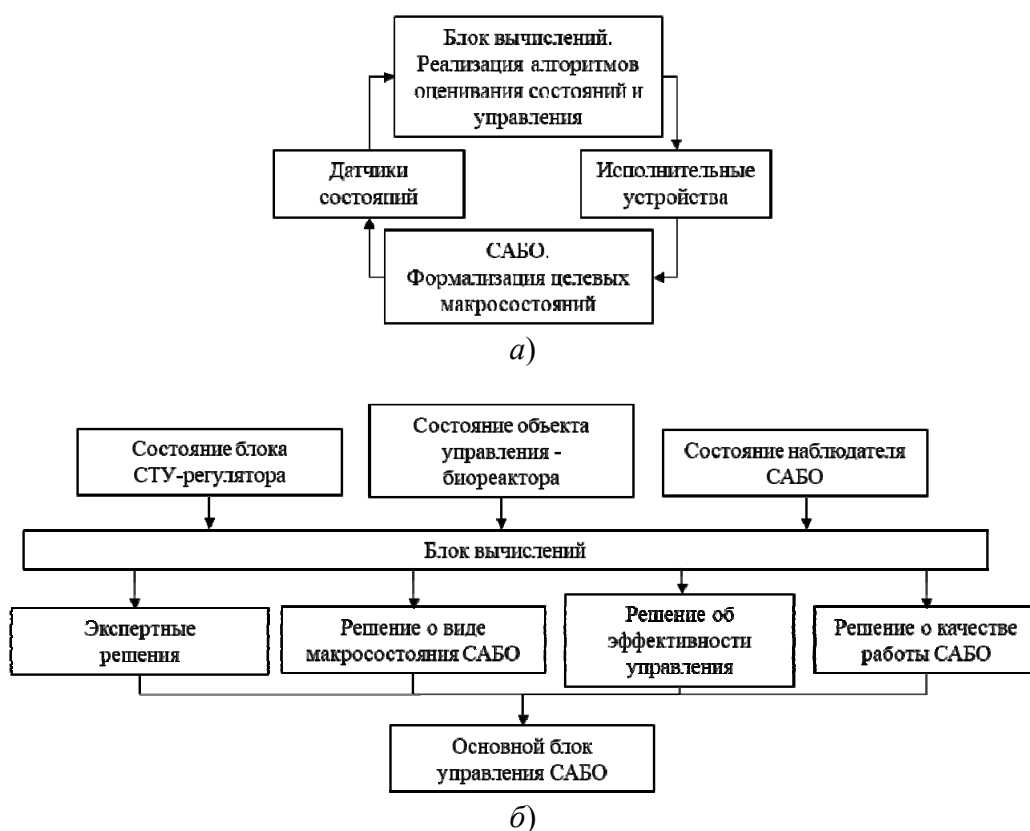 Блок вычислений.
Реализация алгоритмов
оценивания состояний и
управления
Датчики
состояний
Исполнительные
устройства
САБО.
Формализация целевых
макросостояний
а)
Состояние блока
СТУ-регулятора
Состояние объекта
управления -
биореактора
Состояние наблюдателя
САБО
Блок вычислений
Экспертные
решения
Решение о виде
макросостояния САБО
Решение об
эффективности
управления
Решение о качестве
работы САБО
Основной блок
управления САБО
б)